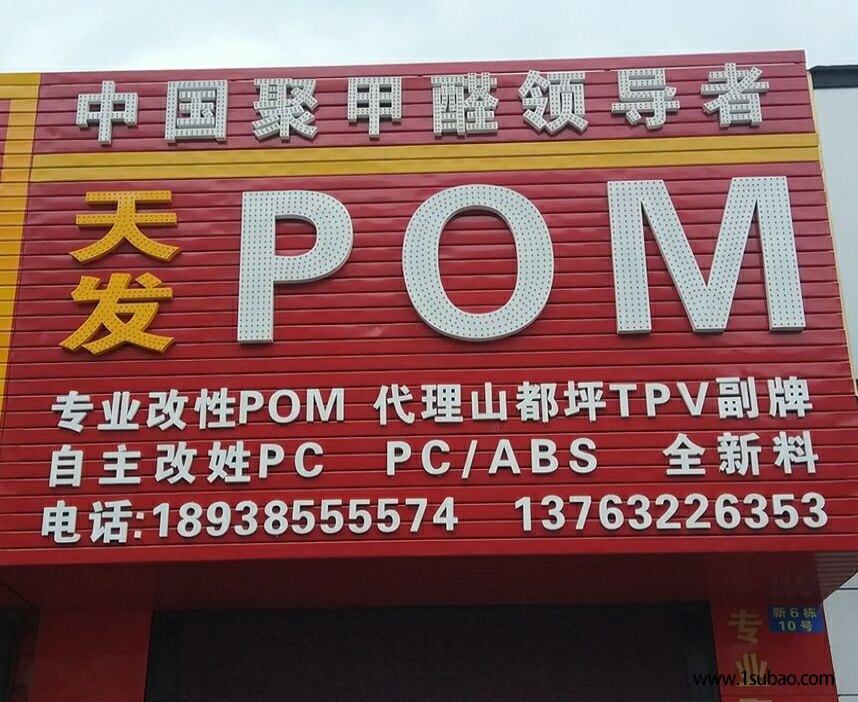 中国聚甲醛领导者
天发
POM
专业改性POM 代理山都坪TPV副牌
自主改姓PC PC/ABS 全新料
电话:18938555574 13763226353
新6栋
10号
专业
www.1subao.com